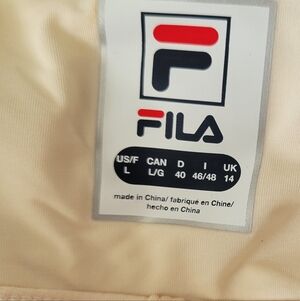 F
FILA
US/F CAN D I UK
L L/G 40 46/48 14
made in China/ fabriqué en Chine/
hecho en China